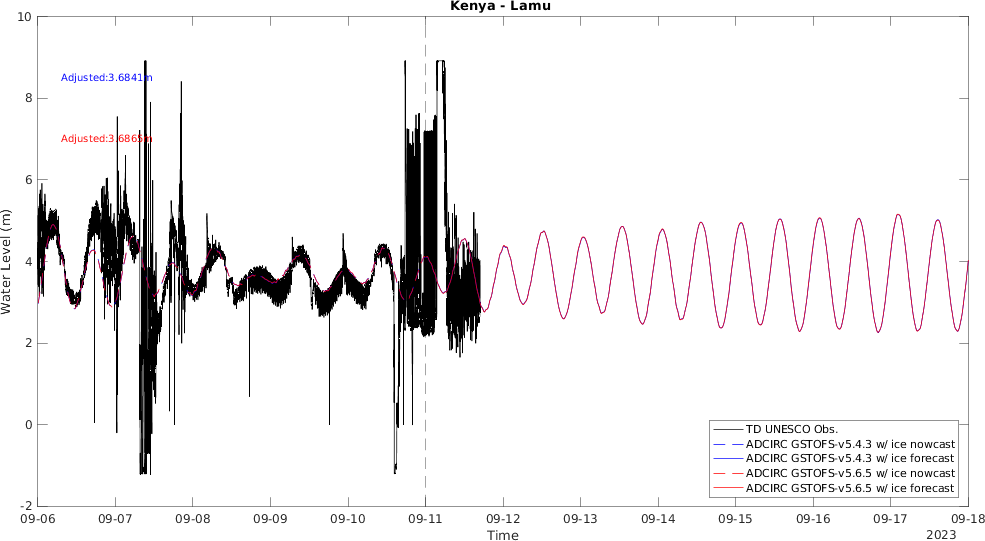 Kenya - Lamu
10
8
6
4
2
0
-2
Water Level (m)
Adjusted:3.6841m
Adjusted:3.6865m
TD UNESCO Obs.
ADCIRC GSTOFS-v5.4.3 w/ ice nowcast
ADCIRC GSTOFS-v5.4.3 w/ ice forecast
ADCIRC GSTOFS-v5.6.5 w/ ice nowcast
ADCIRC GSTOFS-v5.6.5 w/ ice forecast
09-06 09-07 09-08 09-09 09-10 09-11 09-12 09-13 09-14 09-15 09-16 09-17 09-18
Time
2023